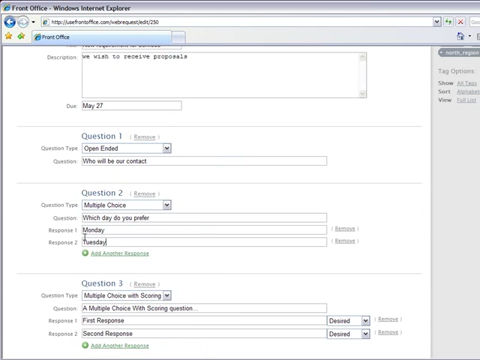 Front Office - Windows Internet Explorer
http://usefrontoffice.com/webrequest/edit/250
Front Office
north_region
Description: we wish to receive proposals
Tag Options:
Show All Tags
Sort Alphabet
View Full List
Due: May 27
Question 1 ( Remove )
Question Type Open Ended
Question: Who will be our contact
Question 2 ( Remove )
Question Type Multiple Choice
Question: Which day do you prefer
Response 1 Monday ( Remove )
Response 2 Tuesday ( Remove )
Add Another Response
Question 3 ( Remove )
Question Type Multiple Choice with Scoring
Question: A Multiple Choice With Scoring question...
Response 1 First Response Desired ( Remove )
Response 2 Second Response Desired ( Remove )
Add Another Response